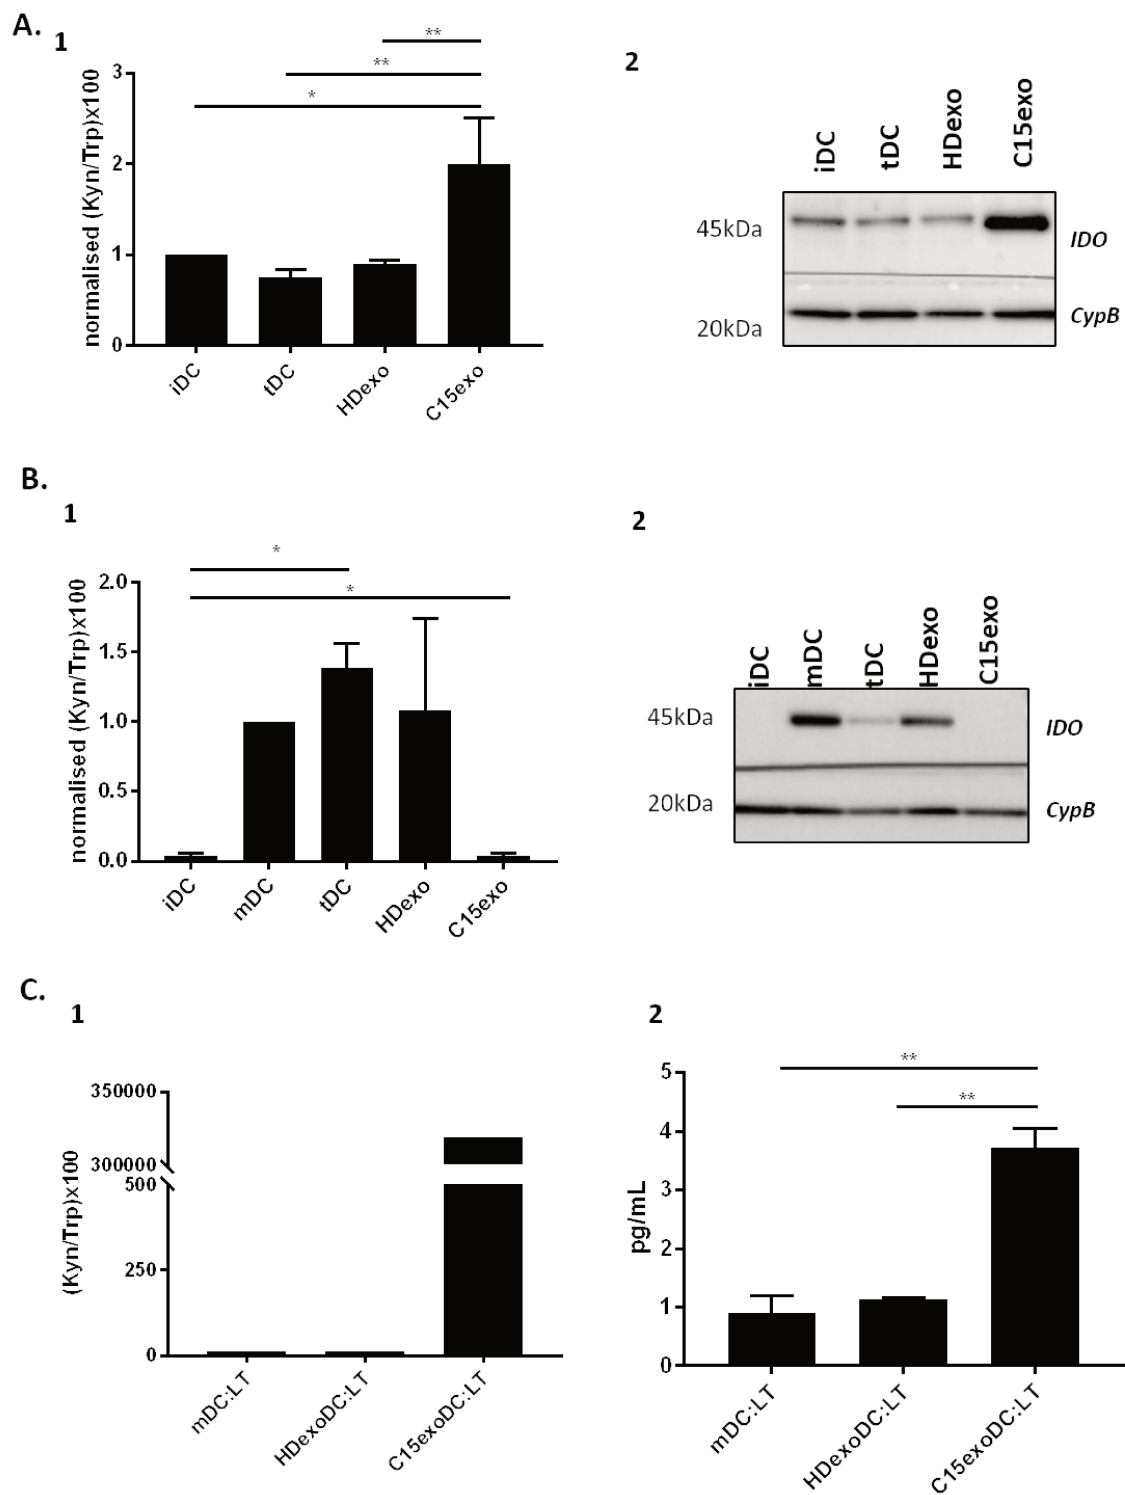 A.
1
**
**
*
normalised (Kyn/Trp)x100
3
2
1
0
iDC
tDC
HDexo
C15exo
2
iDC
tDC
HDexo
C15exo
45kDa
IDO
20kDa
CypB
B.
1
*
*
normalised (Kyn/Trp)x100
2.0
1.5
1.0
0.5
0.0
iDC
mDC
tDC
HDexo
C15exo
2
iDC
mDC
tDC
HDexo
C15exo
45kDa
IDO
20kDa
CypB
C.
1
(Kyn/Trp)x100
350000
300000
500
250
0
mDC:LT
HDexoDC:LT
C15exoDC:LT
2
**
**
pg/mL
5
4
3
2
1
0
mDC:LT
HDexoDC:LT
C15exoDC:LT